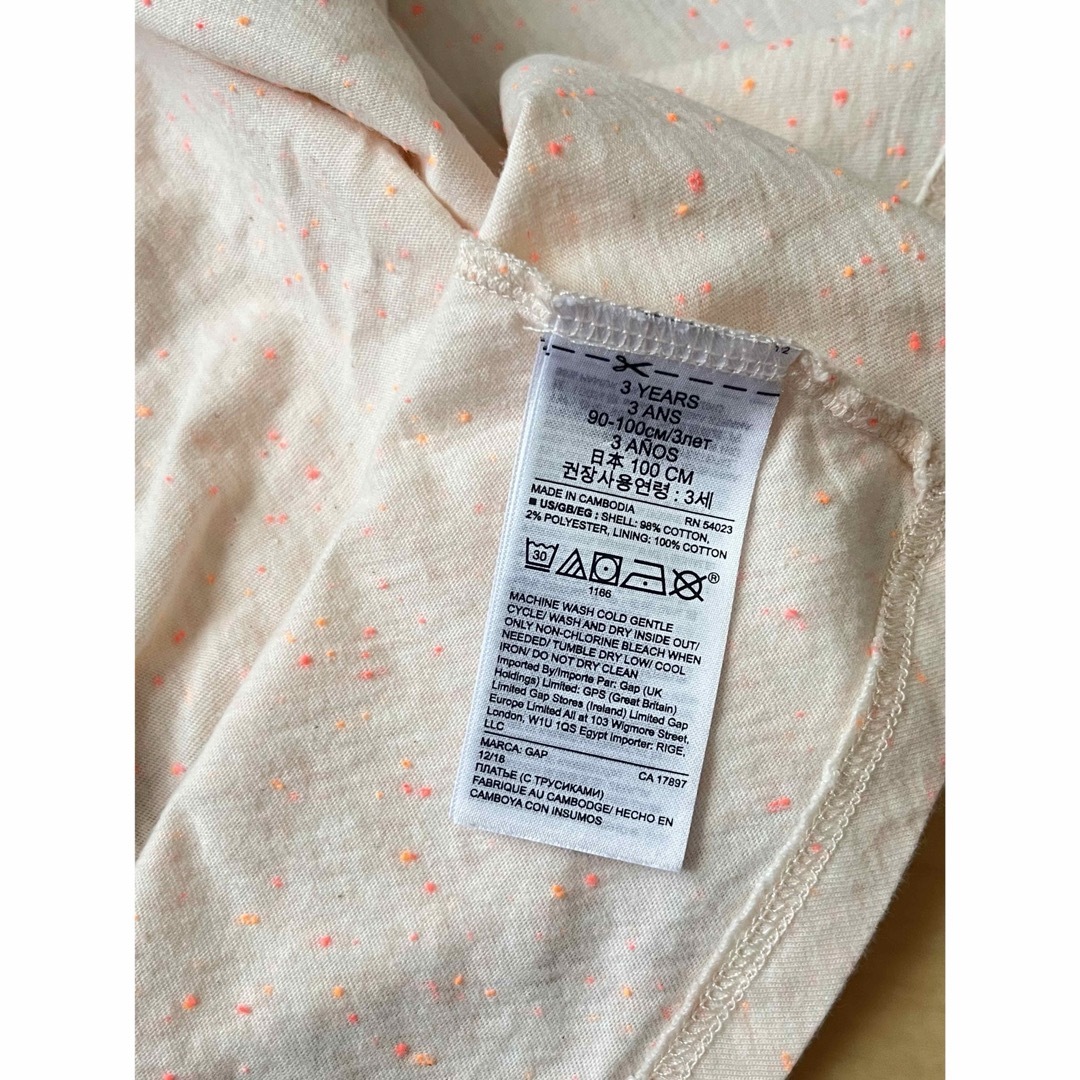 3 YEARS
3 ANS
90-100см/3лет
3 AÑOS
日本 100 CM
권장사용연령 : 3세
MADE IN CAMBODIA RN 54023
■ US/GB/EG : SHELL: 98% COTTON,
2% POLYESTER, LINING: 100% COTTON
30
®
1166
MACHINE WASH COLD GENTLE
CYCLE/ WASH AND DRY INSIDE OUT/
ONLY NON-CHLORINE BLEACH WHEN
NEEDED/ TUMBLE DRY LOW/ COOL
IRON/ DO NOT DRY CLEAN
Imported By/Importe Par: Gap (UK
Holdings) Limited: GPS (Great Britain)
Limited Gap Stores (Ireland) Limited Gap
Europe Limited All at 103 Wigmore Street,
London, W1U 1QS Egypt Importer: RIGE,
LLC
MARCA: GAP CA 17897
12/18
ПЛАТЬЕ (С ТРУСИКАМИ)
FABRIQUE AU CAMBODGE/ HECHO EN
CAMBOYA CON INSUMOS